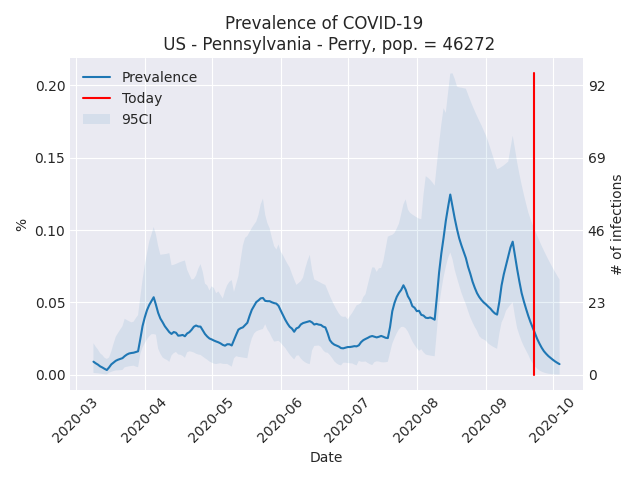 Prevalence of COVID-19
US - Pennsylvania - Perry, pop. = 46272
Prevalence
Today
95CI
0.20
0.15
0.10
0.05
0.00
%
92
69
46
23
0
# of infections
2020-03
2020-04
2020-05
2020-06
2020-07
2020-08
2020-09
2020-10
Date